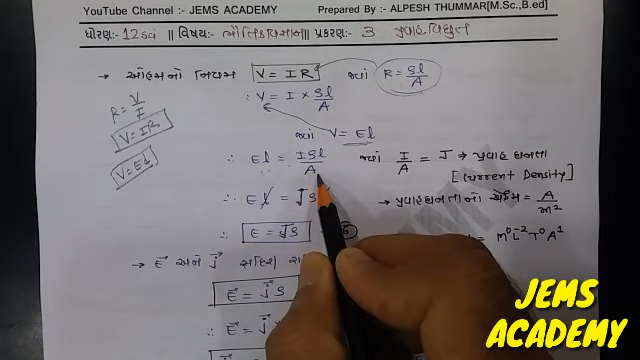 YouTube Channel :- JEMS ACADEMY Prepared By :- ALPESH THUMMAR[M.Sc.,B.ed]
ધોરણ:- 12 sci || વિષય:- ભૌતિકવિજ્ઞાન || પ્રકરણ:- 3 પ્રવાહ વિદ્યુત
→ ઓહમનો નિયમ V = IR જ્યાં R = ρl/A
∴ V = I × ρl/A
R = V/I
V = IR
V = El
જ્યાં V = El
∴ El = Iρl/A જ્યાં I/A = J → પ્રવાહ ઘનતા
[Current Density]
∴ El = Jρ
→ પ્રવાહઘનતાનો એકમ = A/m²
∴ E = Jρ
= M⁰L⁻²T⁰A¹
→ E⃗ અને J⃗ સદિશ
E⃗ = J⃗ρ
∴ E⃗ = J⃗
JEMS
ACADEMY